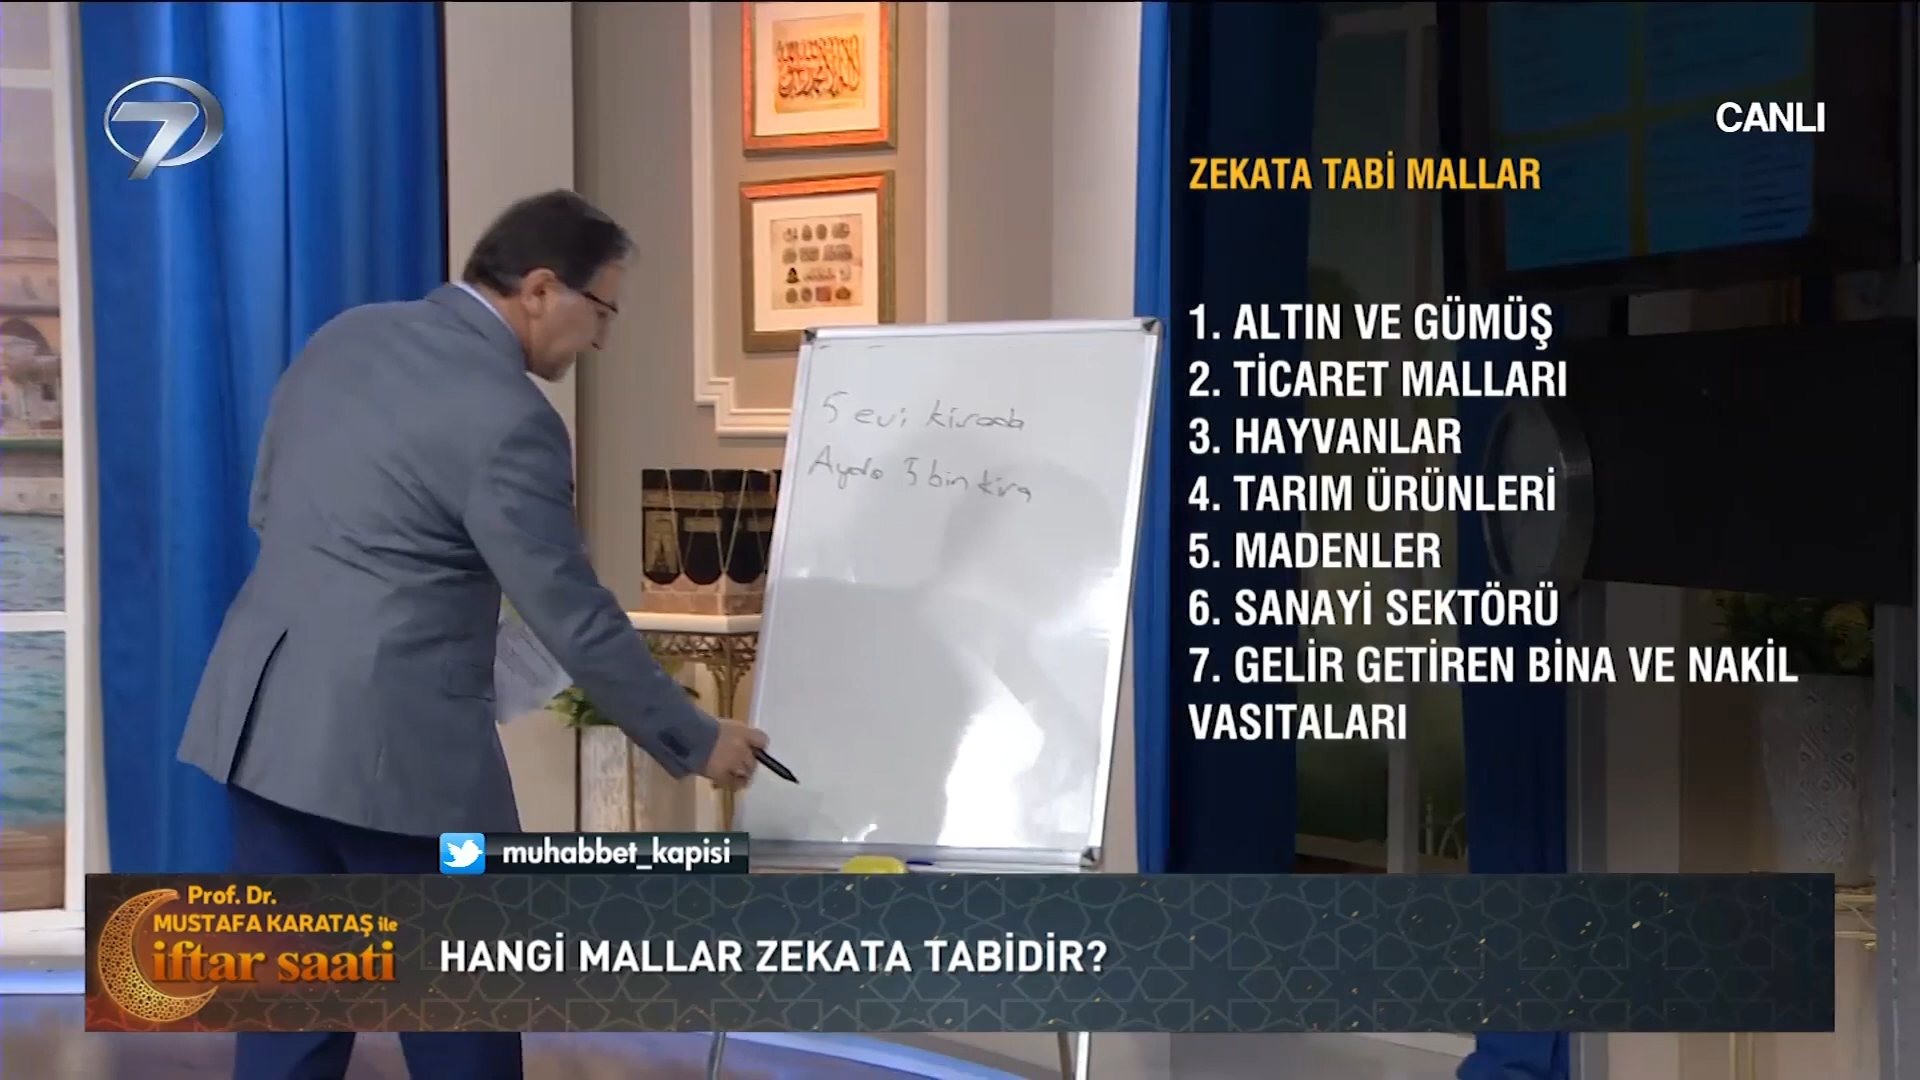 7
CANLI
ZEKATA TABİ MALLAR
1. ALTIN VE GÜMÜŞ
2. TİCARET MALLARI
3. HAYVANLAR
4. TARIM ÜRÜNLERİ
5. MADENLER
6. SANAYİ SEKTÖRÜ
7. GELİR GETİREN BİNA VE NAKİL
VASITALARI
5 evi kirada
Ayda 5 bin kira
muhabbet_kapisi
Prof. Dr.
MUSTAFA KARATAŞ ile
iftar saati
HANGİ MALLAR ZEKATA TABİDİR?